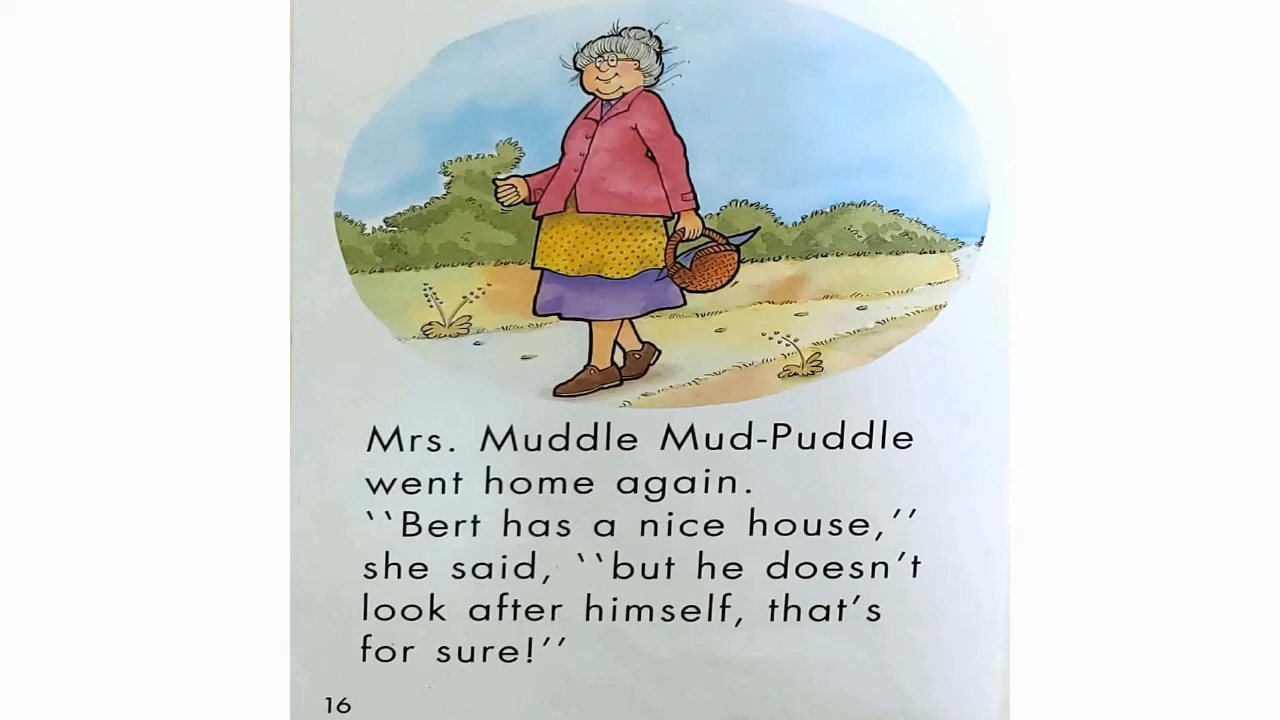 Mrs. Muddle Mud-Puddle
went home again.
‘‘Bert has a nice house,’’
she said, ‘‘but he doesn’t
look after himself, that’s
for sure!’’
16